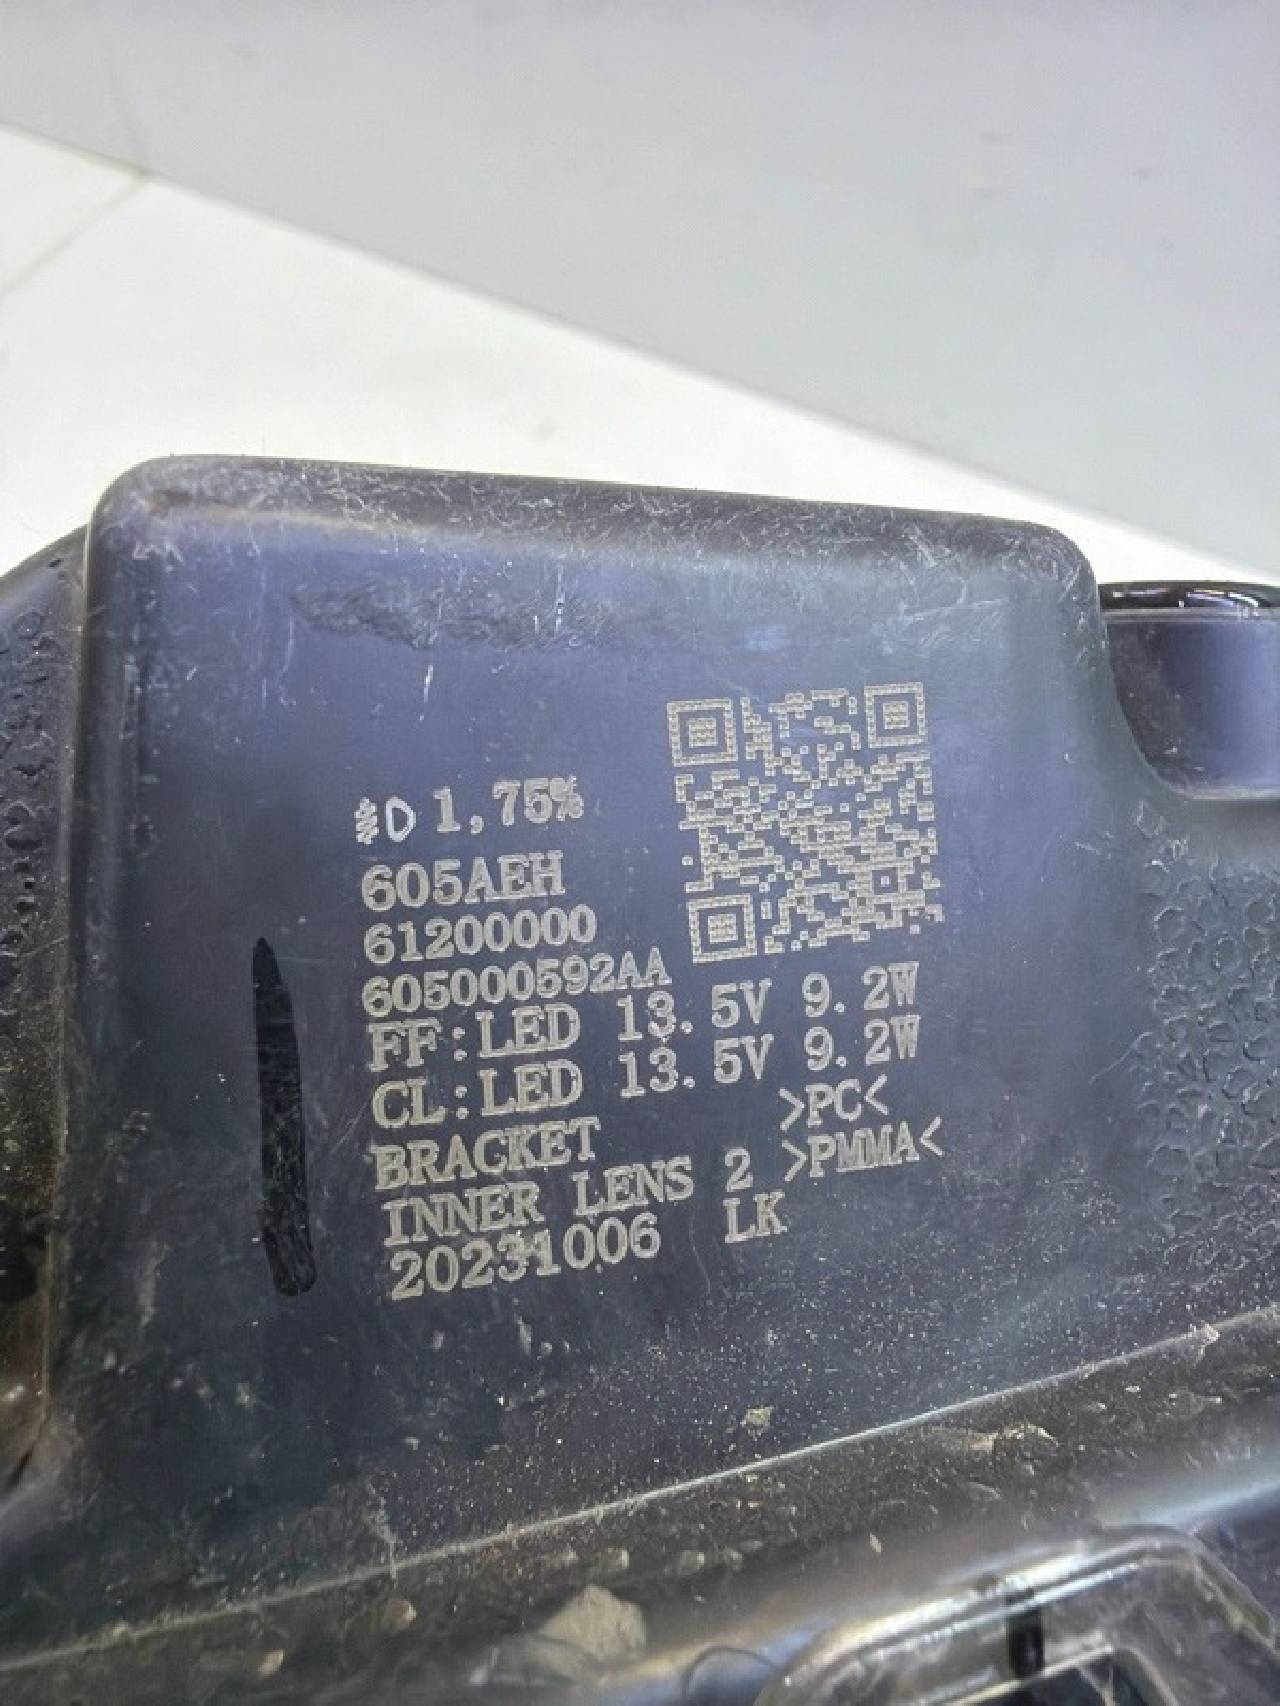 1,75%
605AEH
61200000
605000592AA
FF:LED 13.5V 9.2W
CL:LED 13.5V 9.2W
BRACKET >PC<
INNER LENS 2 >PMMA<
20231006 LK